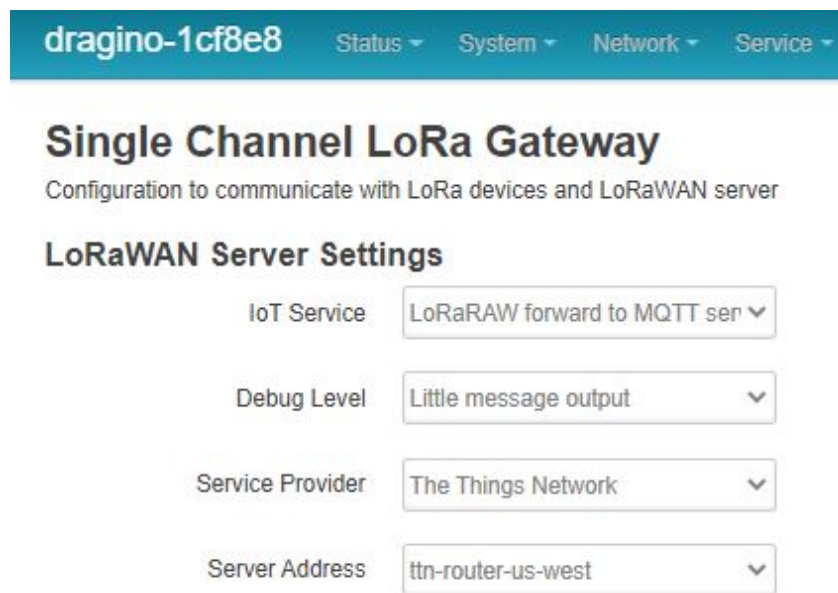 dragino-1cf8e8 Status System Network Service
Single Channel LoRa Gateway
Configuration to communicate with LoRa devices and LoRaWAN server
LoRaWAN Server Settings
IoT Service LoRaRAW forward to MQTT ser
Debug Level Little message output
Service Provider The Things Network
Server Address ttn-router-us-west